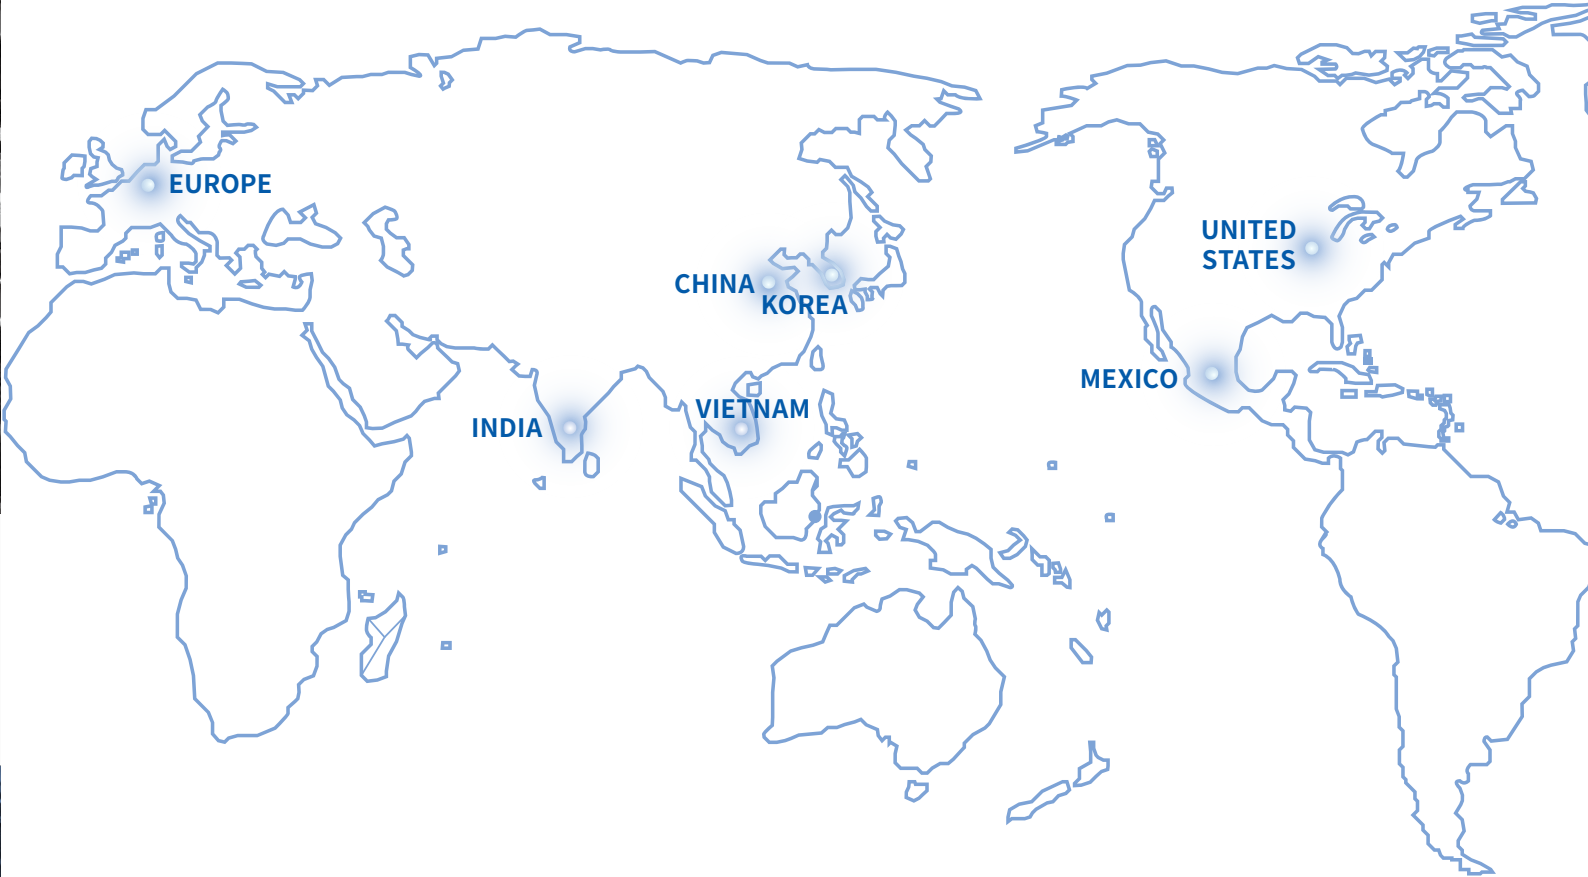 EUROPE
UNITED
STATES
CHINA
KOREA
MEXICO
VIETNAM
INDIA